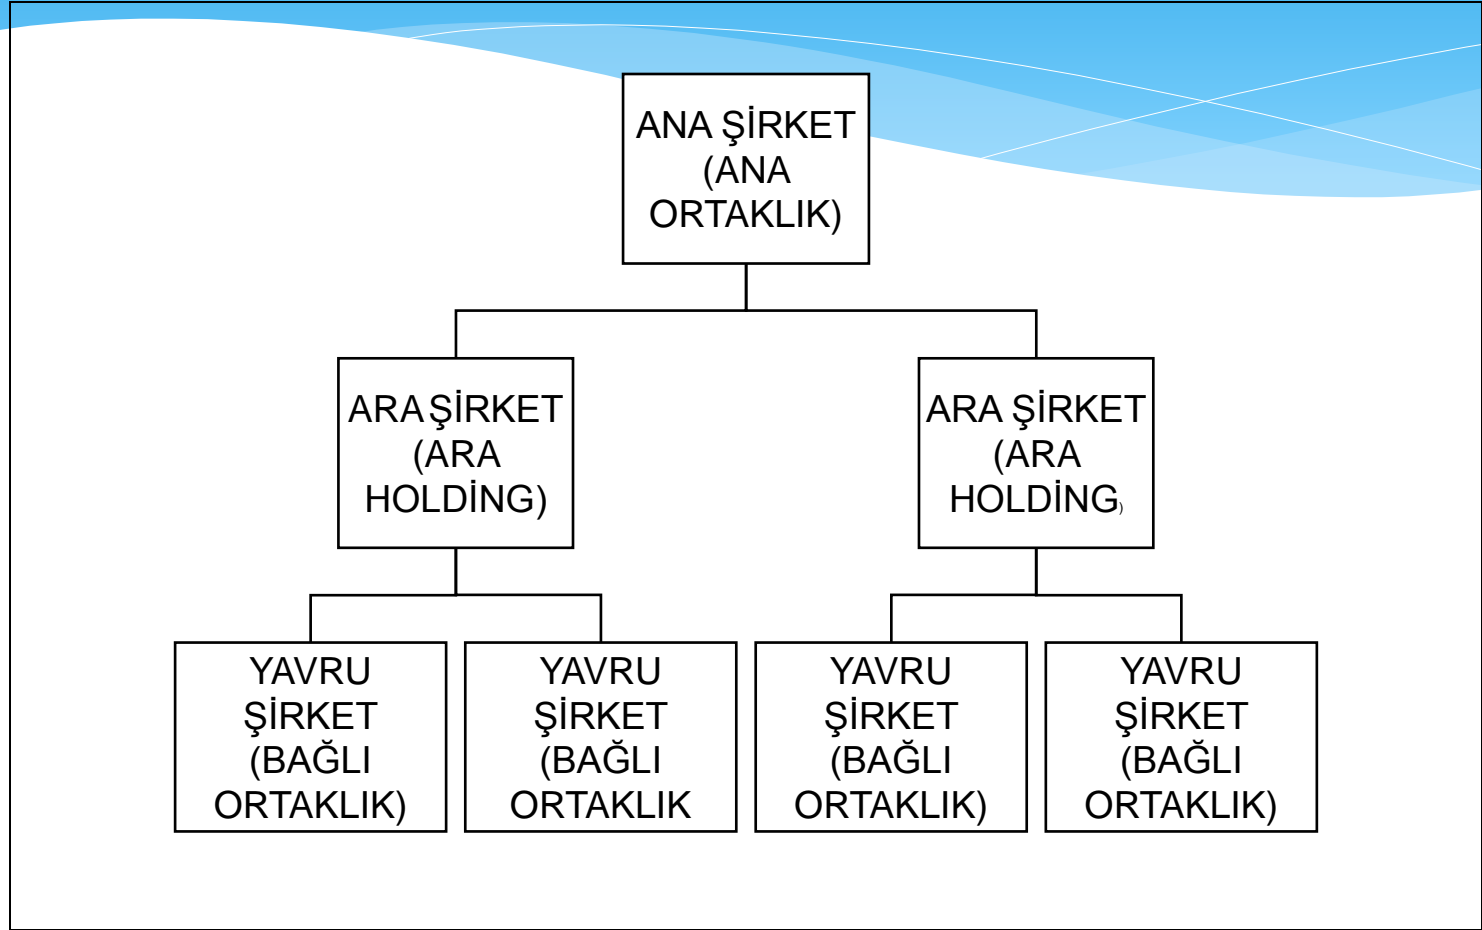 ANA ŞİRKET
(ANA
ORTAKLIK)
ARA ŞİRKET
(ARA
HOLDİNG)
ARA ŞİRKET
(ARA
HOLDİNG)
YAVRU
ŞİRKET
(BAĞLI
ORTAKLIK)
YAVRU
ŞİRKET
(BAĞLI
ORTAKLIK
YAVRU
ŞİRKET
(BAĞLI
ORTAKLIK)
YAVRU
ŞİRKET
(BAĞLI
ORTAKLIK)